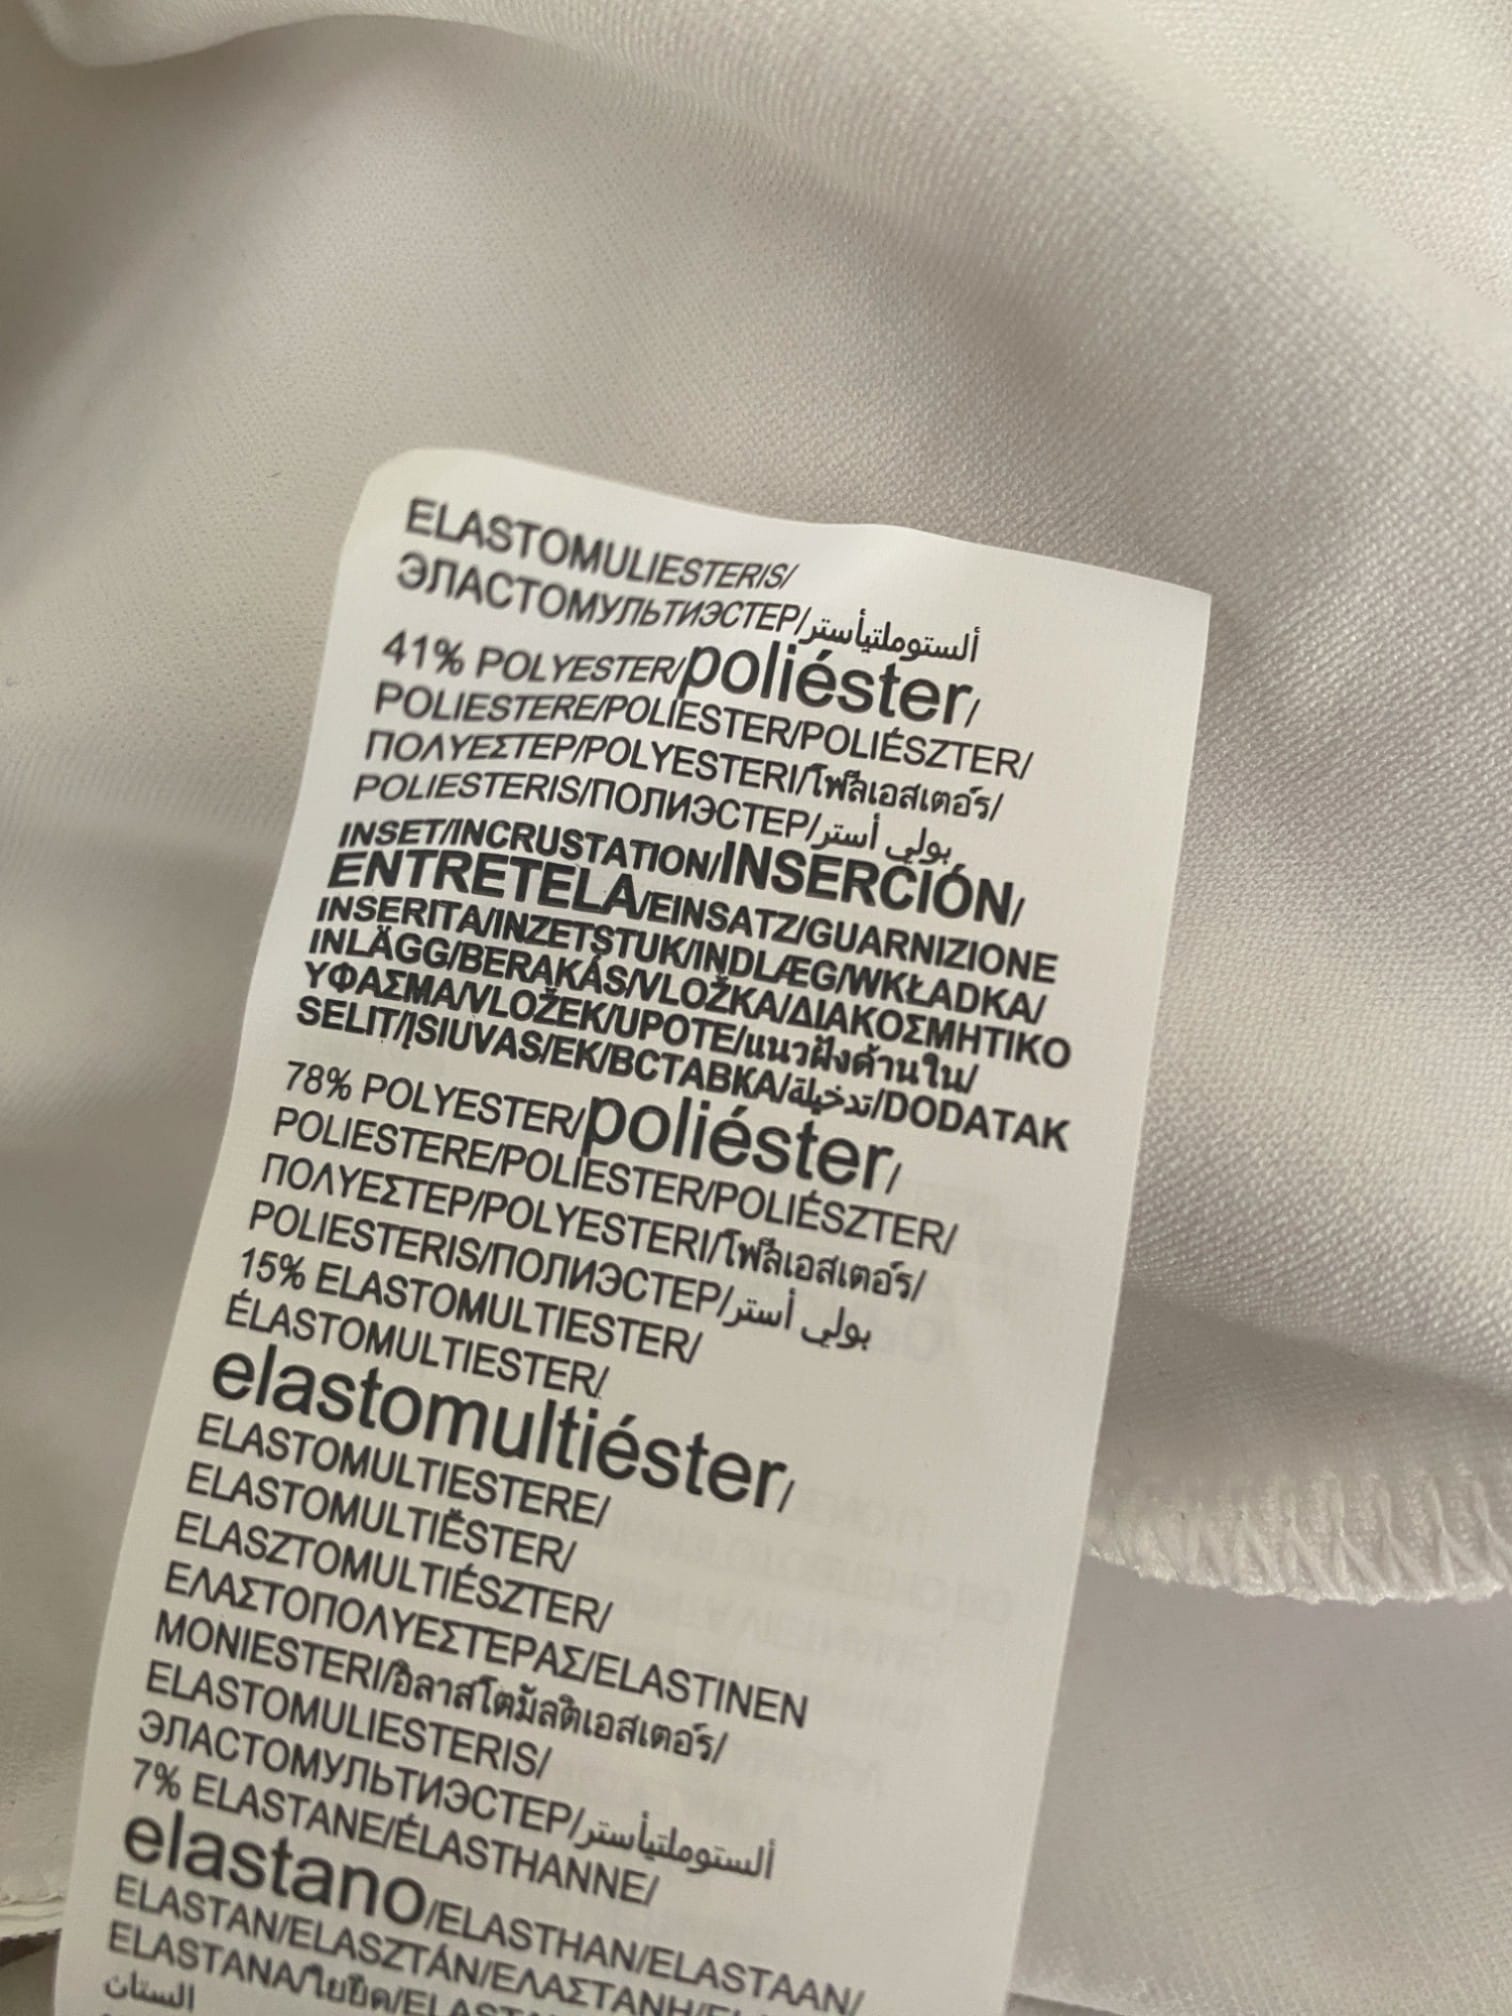 ELASTOMULIESTERIS/
ЭЛАСТОМУЛЬТИЭСТЕР/ألستوملتيأستر
41% POLYESTER/poliéster/
POLIESTERE/POLIESTER/POLIÉSZTER/
ΠΟΛΥΕΣΤΕΡ/POLYESTERI/โพลีเอสเตอร์/
POLIESTERIS/ПОЛИЭСТЕР/بولي أستر
INSET/INCRUSTATION/INSERCIÓN/
ENTRETELA/EINSATZ/GUARNIZIONE
INSERITA/INZETSTUK/INDLÆG/WKŁADKA/
INLÄGG/BERAKÁS/VLOŽKA/ΔΙΑΚΟΣΜΗΤΙΚΟ
ΥΦΑΣΜΑ/VLOŽEK/UPOTE/แนวฝังด้านใน/
SELIT/ĮSIUVAS/EK/ВСТАВКА/تدخيلة/DODATAK
78% POLYESTER/poliéster/
POLIESTERE/POLIESTER/POLIÉSZTER/
ΠΟΛΥΕΣΤΕΡ/POLYESTERI/โพลีเอสเตอร์/
POLIESTERIS/ПОЛИЭСТЕР/بولي أستر
15% ELASTOMULTIESTER/
ÉLASTOMULTIESTER/
elastomultiéster/
ELASTOMULTIESTERE/
ELASTOMULTIËSTER/
ELASZTOMULTIÉSZTER/
ΕΛΑΣΤΟΠΟΛΥΕΣΤΕΡΑΣ/ELASTINEN
MONIESTERI/อิลาสโตมัลติเอสเตอร์/
ELASTOMULIESTERIS/
ЭЛАСТОМУЛЬТИЭСТЕР/ألستوملتيأستر
7% ELASTANE/ÉLASTHANNE/
elastano/ELASTHAN/ELASTAAN/
ELASTAN/ELASZTÁN/ΕΛΑΣΤΑΝΗ/
ELASTANA/ใยยืด/
الستان